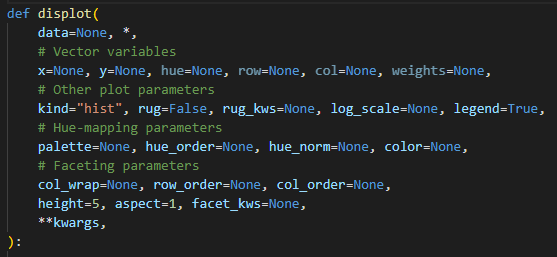 def displot(
    data=None, *,
    # Vector variables
    x=None, y=None, hue=None, row=None, col=None, weights=None,
    # Other plot parameters
    kind="hist", rug=False, rug_kws=None, log_scale=None, legend=True,
    # Hue-mapping parameters
    palette=None, hue_order=None, hue_norm=None, color=None,
    # Faceting parameters
    col_wrap=None, row_order=None, col_order=None,
    height=5, aspect=1, facet_kws=None,
    **kwargs,
):